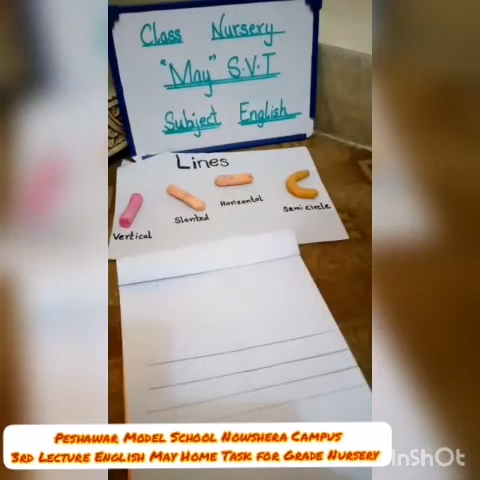 Class Nursery
"May" S.V.T
Subject English
Lines
Vertical
Slanted
Horizontal
Semi circle
Peshawar Model School Nowshera Campus
3rd Lecture English May Home Task for Grade Nursery
InShOt